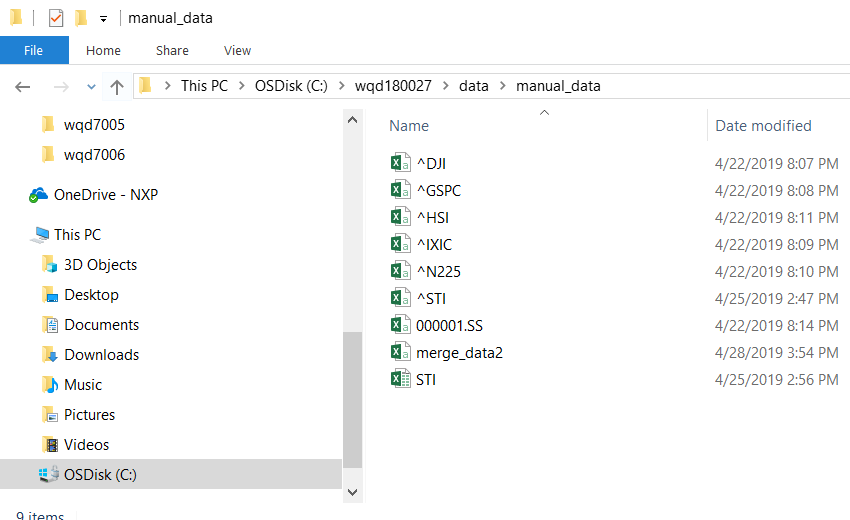 manual_data
File Home Share View
This PC OSDisk (C:) wqd180027 data manual_data
wqd7005
wqd7006
OneDrive - NXP
This PC
3D Objects
Desktop
Documents
Downloads
Music
Pictures
Videos
OSDisk (C:)
Name Date modified
^DJI 4/22/2019 8:07 PM
^GSPC 4/22/2019 8:08 PM
^HSI 4/22/2019 8:11 PM
^IXIC 4/22/2019 8:09 PM
^N225 4/22/2019 8:10 PM
^STI 4/25/2019 2:47 PM
000001.SS 4/22/2019 8:14 PM
merge_data2 4/28/2019 3:54 PM
STI 4/25/2019 2:56 PM
9 items